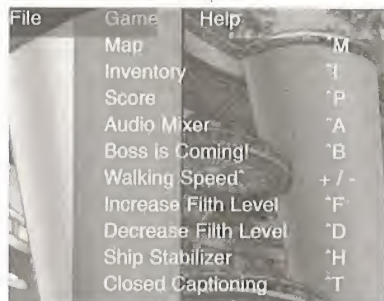 File Game Help
Map ^M
Inventory ^I
Score ^P
Audio Mixer ^A
Boss is Coming! ^B
Walking Speed^ + / -
Increase Filth Level ^F
Decrease Filth Level ^D
Ship Stabilizer ^H
Closed Captioning ^T